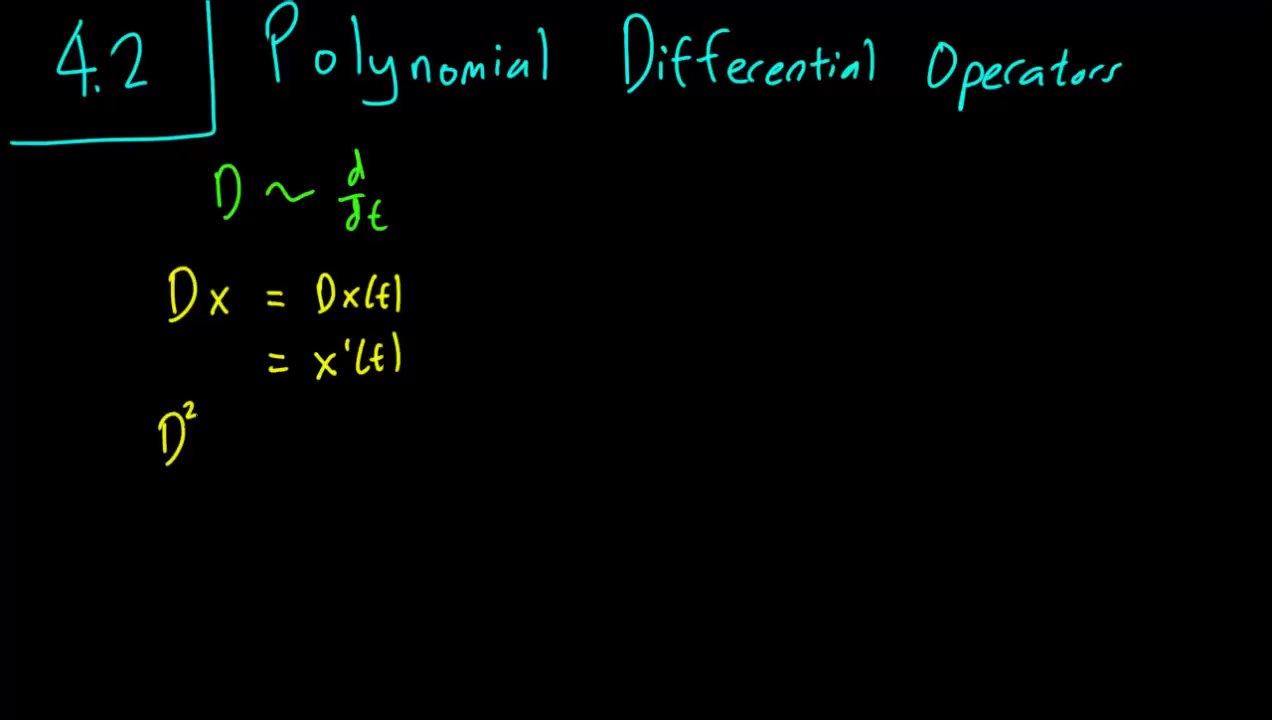 4.2 Polynomial Differential Operators
D ~ d/dt
Dx = Dx(t)
= x'(t)
D²